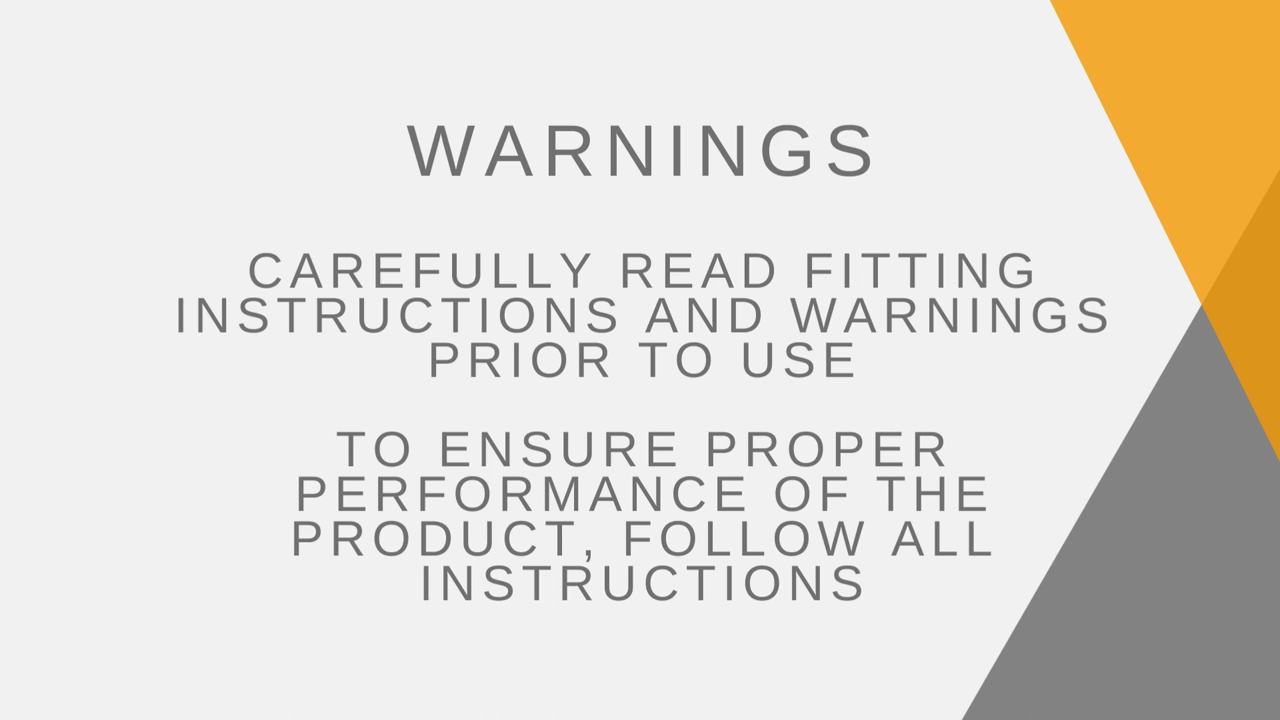 WARNINGS
CAREFULLY READ FITTING
INSTRUCTIONS AND WARNINGS
PRIOR TO USE
TO ENSURE PROPER
PERFORMANCE OF THE
PRODUCT, FOLLOW ALL
INSTRUCTIONS